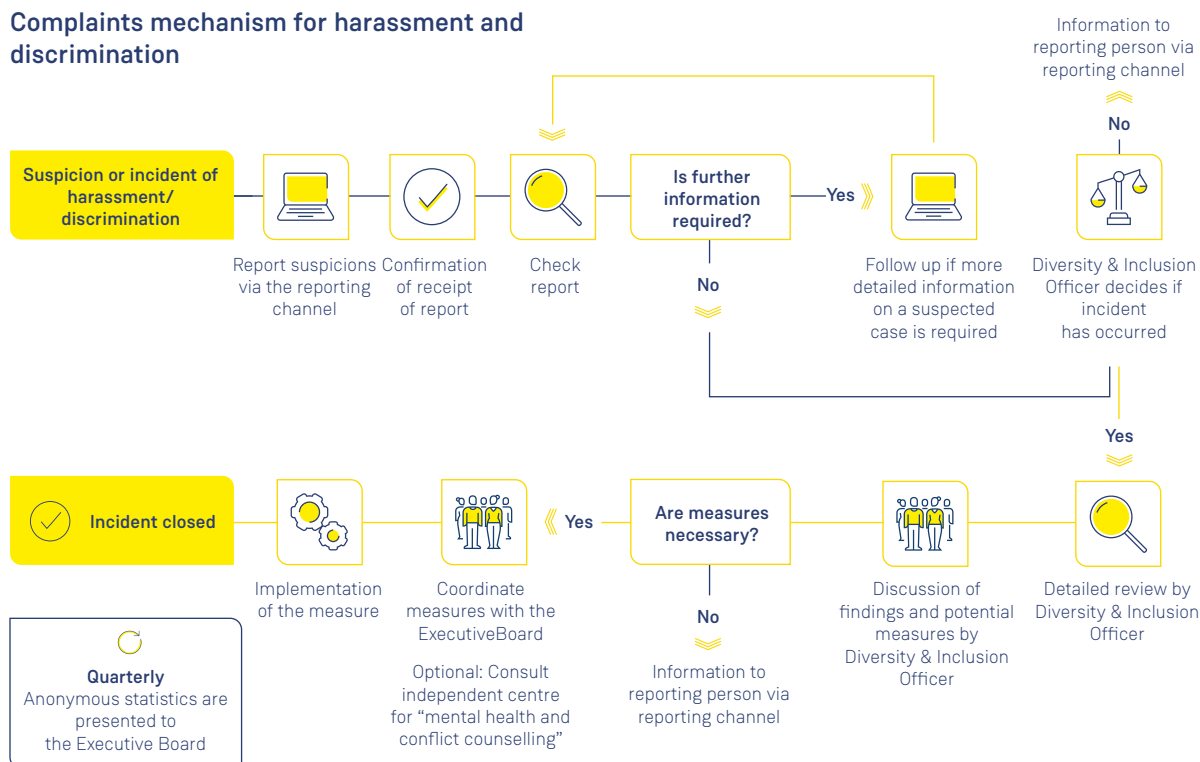 Complaints mechanism for harassment and
discrimination
Suspicion or incident of
harassment/
discrimination
Report suspicions
via the reporting
channel
Confirmation
of receipt
of report
Check
report
Is further
information
required?
Yes
No
Follow up if more
detailed information
on a suspected
case is required
Information to
reporting person via
reporting channel
No
Diversity & Inclusion
Officer decides if
incident
has occurred
Yes
Detailed review by
Diversity & Inclusion
Officer
Discussion of
findings and potential
measures by
Diversity & Inclusion
Officer
Are measures
necessary?
No
Information to
reporting person via
reporting channel
Yes
Coordinate
measures with the
ExecutiveBoard
Optional: Consult
independent centre
for “mental health and
conflict counselling”
Implementation
of the measure
Incident closed
Quarterly
Anonymous statistics are
presented to
the Executive Board